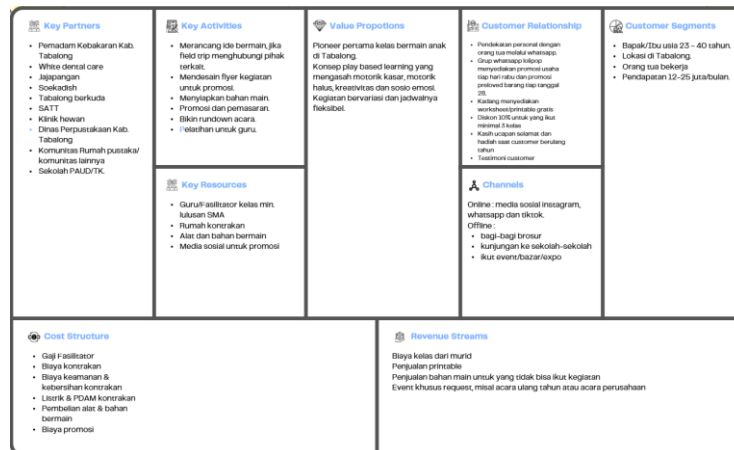 Key Partners
Pemadam Kebakaran Kab.
Tabalong
White dental care
Jajapangan
Soekadish
Tabalong berkuda
SATT
Klinik hewan
Dinas Perpustakaan Kab.
Tabalong
Komunitas Rumah pustaka/
komunitas lainnya
Sekolah PAUD/TK.
Key Activities
Merancang ide bermain, jika
field trip menghubungi pihak
terkait.
Mendesain flyer kegiatan
untuk promosi.
Menyiapkan bahan main.
Promosi dan pemasaran.
Bikin rundown acara.
Pelatihan untuk guru.
Key Resources
Guru/Fasilitator kelas min.
lulusan SMA
Rumah kontrakan
Alat dan bahan bermain
Media sosial untuk promosi
Value Propotions
Pioneer pertama kelas bermain anak
di Tabalong.
Konsep play based learning yang
mengasah motorik kasar, motorik
halus, kreativitas dan sosio emosi.
Kegiatan bervariasi dan jadwalnya
fleksibel.
Customer Relationship
Pendekatan personal dengan
orang tua melalui whatsapp.
Grup whatsapp lolipop
menyediakan promosi usaha
tiap hari rabu dan promosi
preloved barang tiap tanggal
25.
Kadang menyediakan
worksheet/printable gratis
Diskon 10% untuk yang ikut
minimal 3 kelas
Kasih ucapan selamat dan
hadiah saat customer berulang
tahun
Testimoni customer
Channels
Online : media sosial instagram,
whatsapp dan tiktok.
Offline :
bagi-bagi brosur
kunjungan ke sekolah-sekolah
ikut event/bazar/expo
Customer Segments
Bapak/Ibu usia 23 - 40 tahun.
Lokasi di Tabalong.
Orang tua bekerja
Pendapatan 12-25 juta/bulan.
Cost Structure
Gaji Fasilitator
Biaya kontrakan
Biaya keamanan &
kebersihan kontrakan
Listrik & PDAM kontrakan
Pembelian alat & bahan
bermain
Biaya promosi
Revenue Streams
Biaya kelas dari murid
Penjualan printable
Penjualan bahan main untuk yang tidak bisa ikut kegiatan
Event khusus request, misal acara ulang tahun atau acara perusahaan